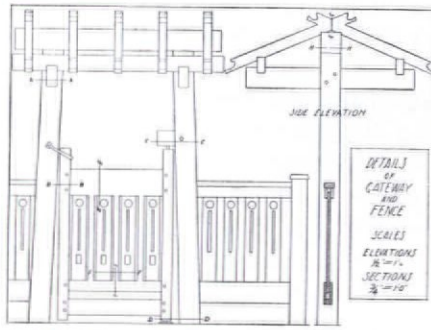 A A
H H
SIDE ELEVATION
B B
D
DETAILS
OF
GATEWAY
AND
FENCE
SCALES
ELEVATIONS
SECTIONS